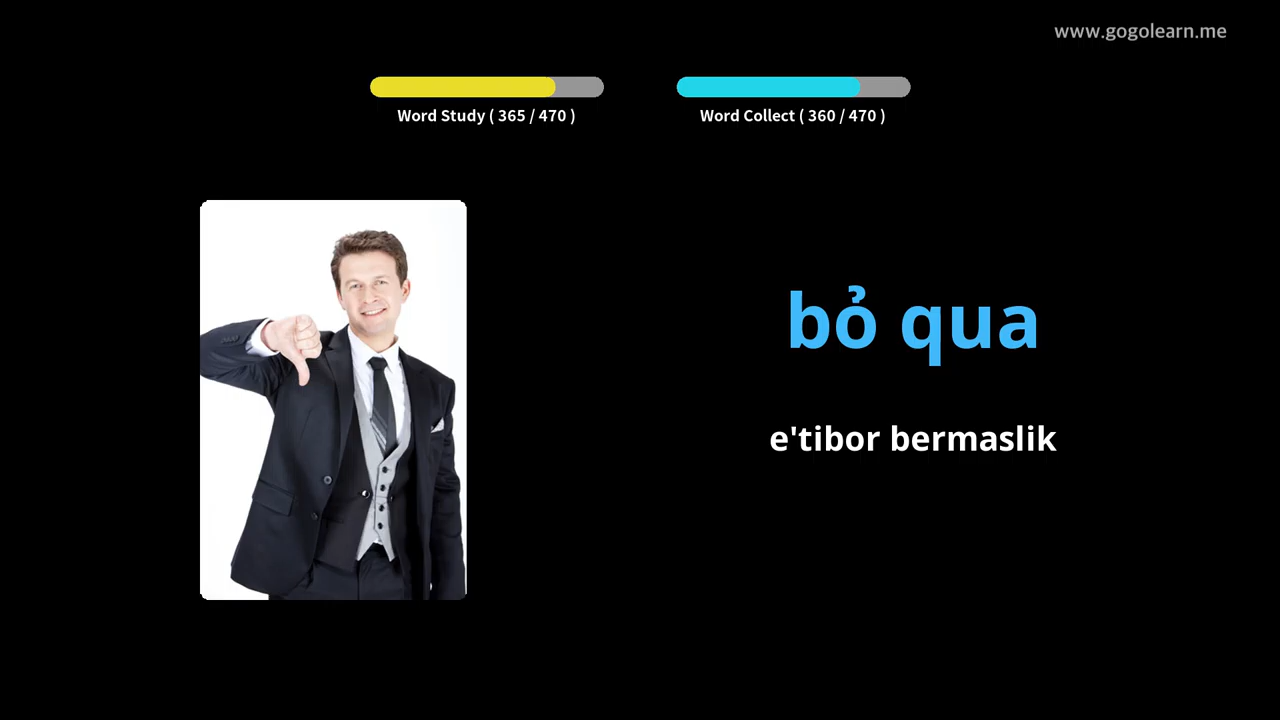 www.gogolearn.me
Word Study ( 365 / 470 )
Word Collect ( 360 / 470 )
bỏ qua
e'tibor bermaslik